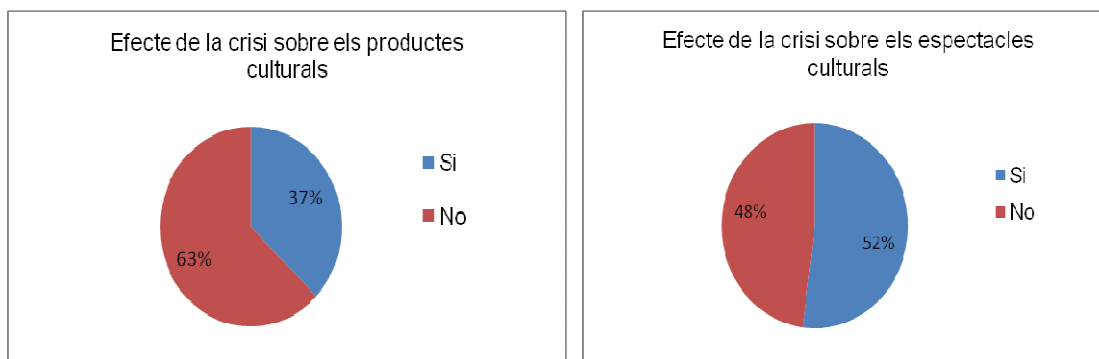 Efecte de la crisi sobre els productes
culturals
37%
63%
Si
No
Efecte de la crisi sobre els espectacles
culturals
48%
52%
Si
No